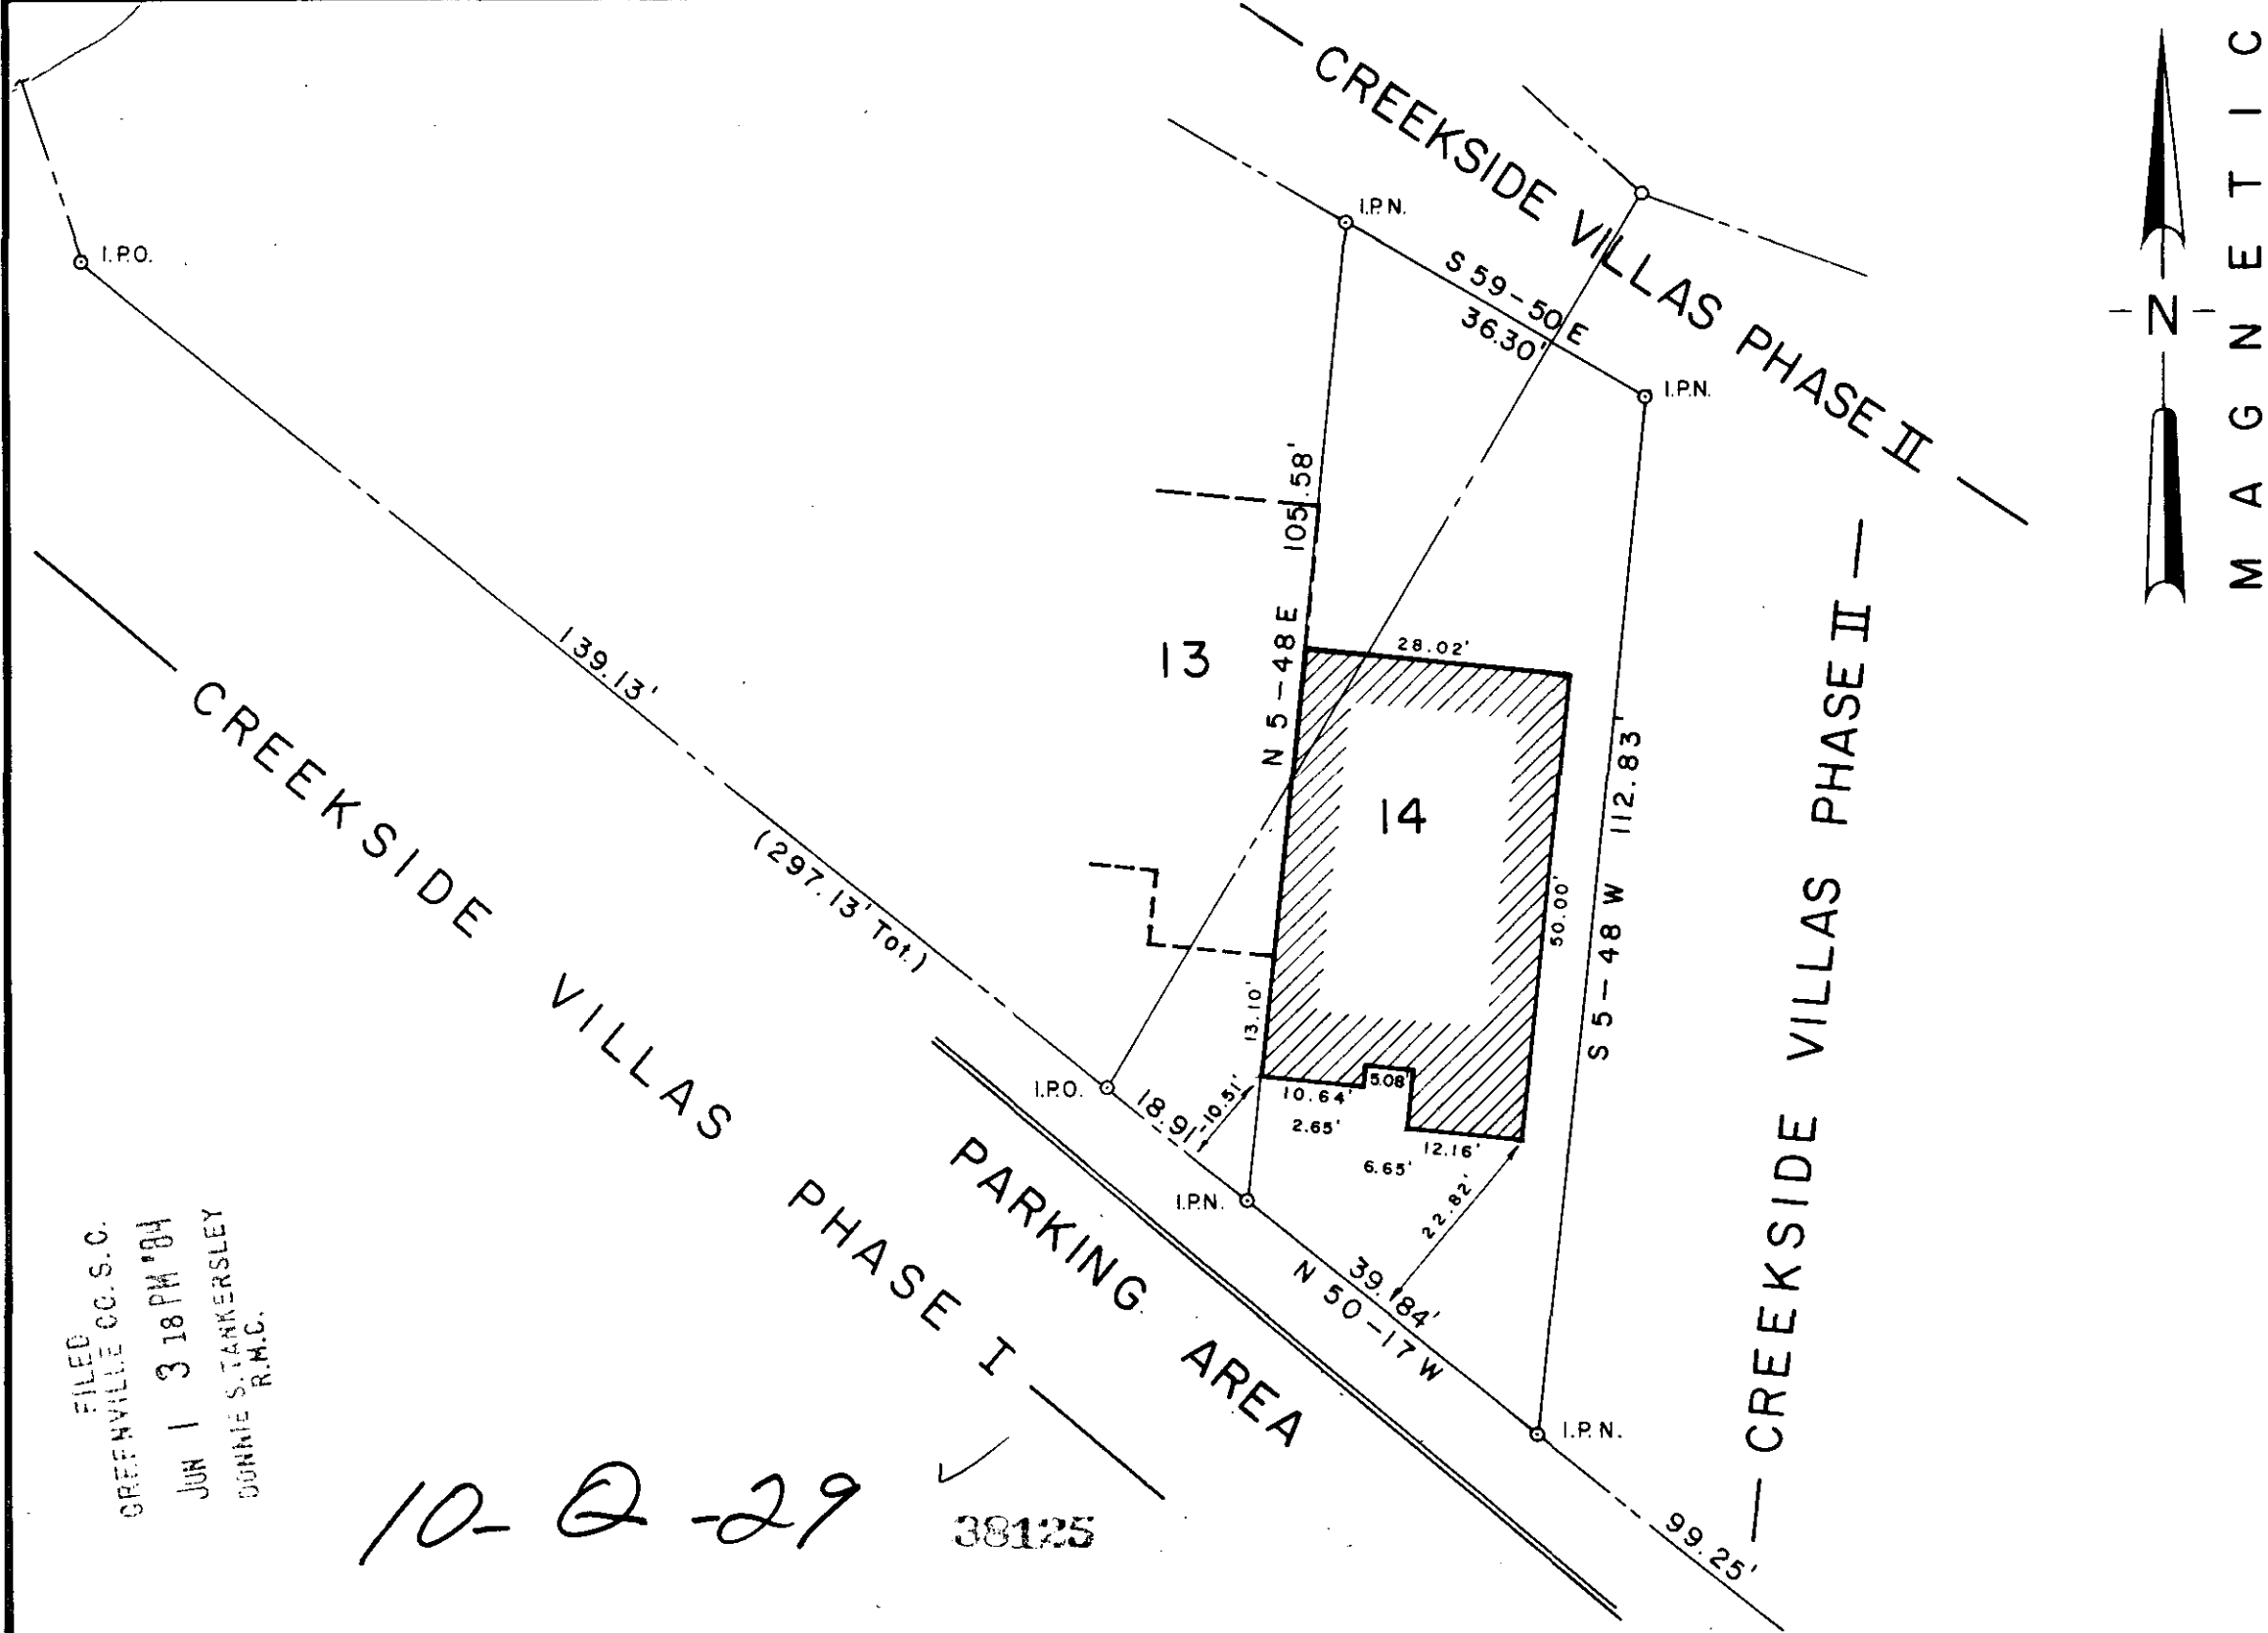 — CREEKSIDE VILLAS PHASE II —
MAGNETIC
- N -
I.P.O.
I.P.N.
S 59-50 E
36.30'
I.P.N.
N 5-48 E 105.58'
139.13'
13
28.02'
14
S 5-48 W 112.83'
50.00'
— CREEKSIDE VILLAS PHASE II —
(297.13' Tot.)
— CREEKSIDE VILLAS PHASE I —
13.10'
I.P.O.
18.91'
10.51'
10.64'
5.08'
2.65'
12.16'
6.65'
22.82'
I.P.N.
39.184'
N 50-17 W
PARKING AREA
I.P.N.
99.25'
FILED
GREENVILLE CO. S.C.
JUN 1 3 18 PM '84
DONNIE S. TANKERSLEY
R.M.C.
10-Q-29
38125